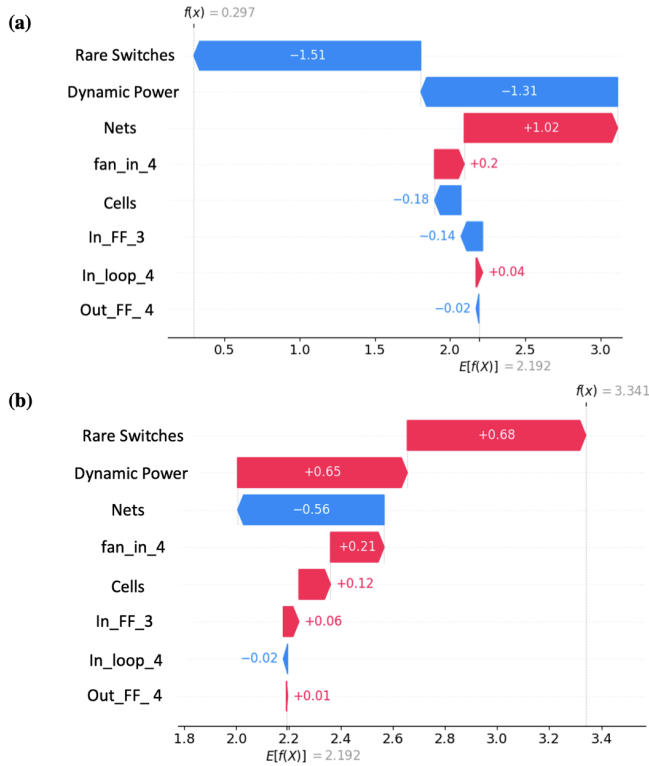 (a)
f(x) = 0.297
Rare Switches −1.51
Dynamic Power −1.31
Nets +1.02
fan_in_4 +0.2
Cells −0.18
In_FF_3 −0.14
In_loop_4 +0.04
Out_FF_ 4 −0.02
0.5 1.0 1.5 2.0 2.5 3.0
E[f(X)] = 2.192
(b)
f(x) = 3.341
Rare Switches +0.68
Dynamic Power +0.65
Nets −0.56
fan_in_4 +0.21
Cells +0.12
In_FF_3 +0.06
In_loop_4 −0.02
Out_FF_ 4 +0.01
1.8 2.0 2.2 2.4 2.6 2.8 3.0 3.2 3.4
E[f(X)] = 2.192